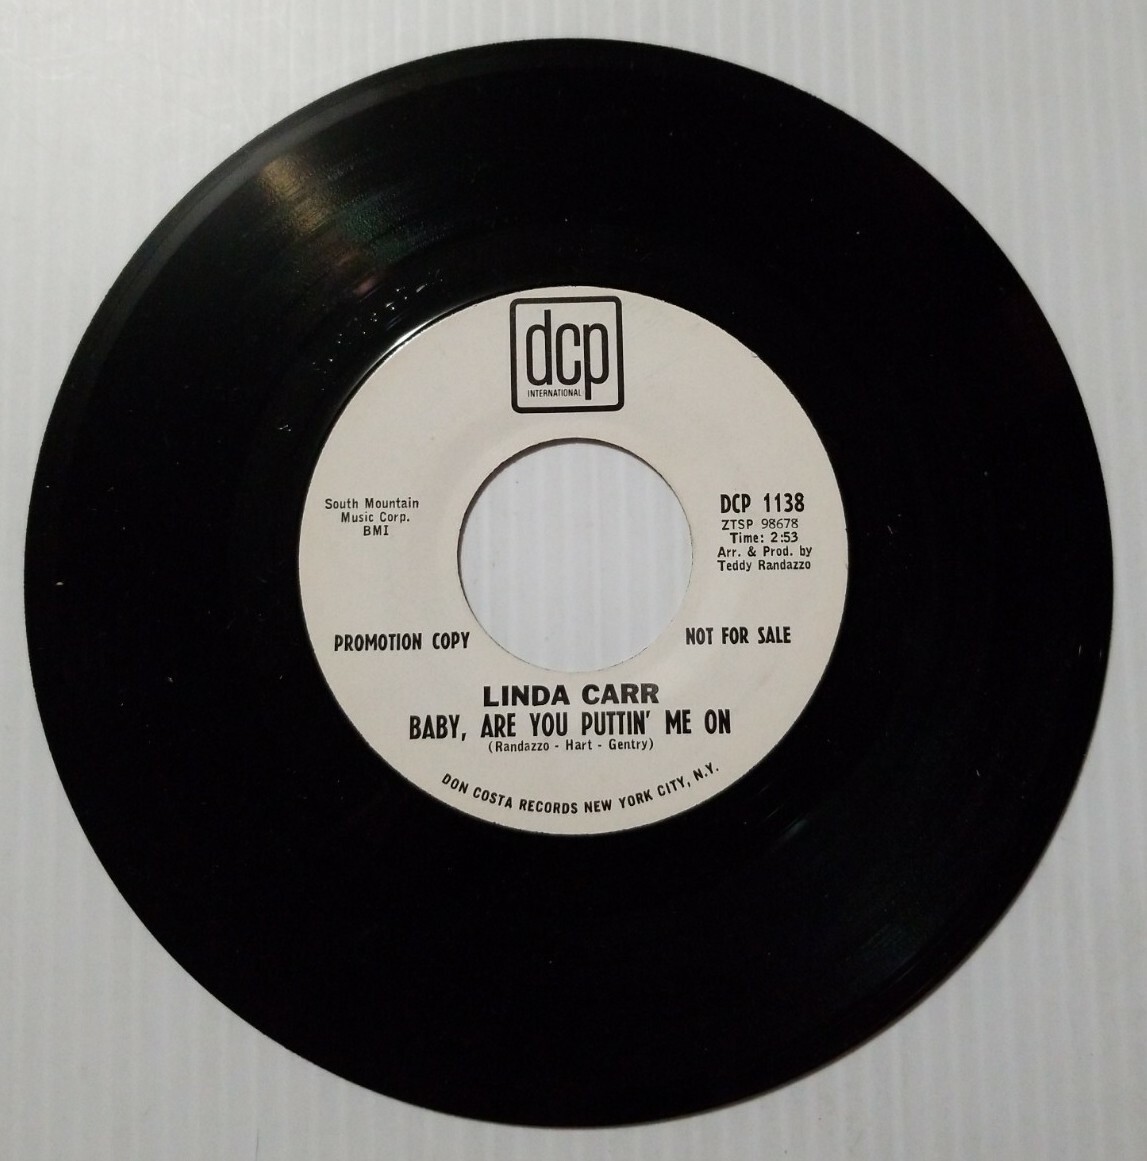 dcp
INTERNATIONAL
South Mountain
Music Corp.
BMI
DCP 1138
ZTSP 98678
Time: 2:53
Arr. & Prod. by
Teddy Randazzo
PROMOTION COPY
NOT FOR SALE
LINDA CARR
BABY, ARE YOU PUTTIN' ME ON
(Randazzo - Hart - Gentry)
DON COSTA RECORDS NEW YORK CITY, N.Y.